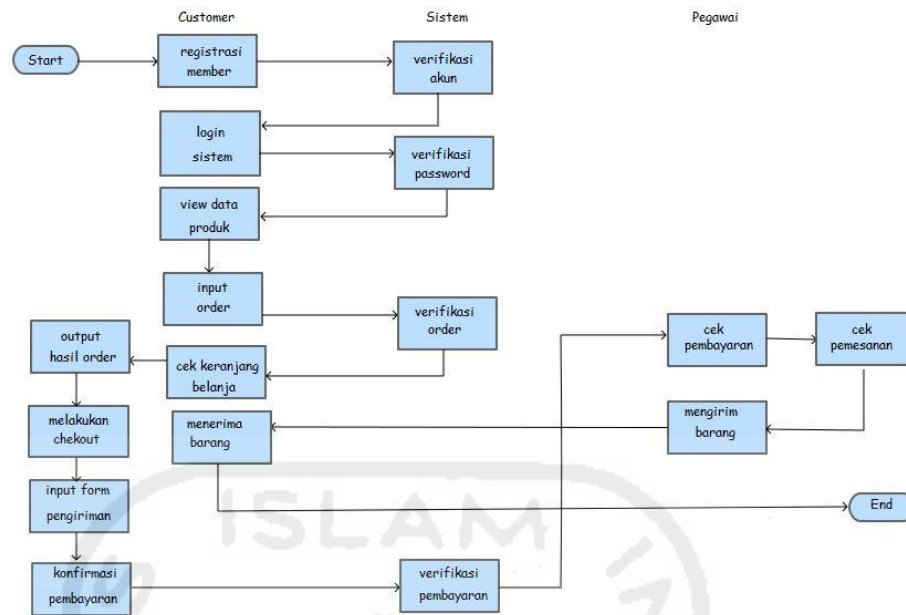 Customer
Sistem
Pegawai
Start
registrasi
member
verifikasi
akun
login
sistem
verifikasi
password
view data
produk
input
order
verifikasi
order
cek
pembayaran
cek
pemesanan
output
hasil order
cek keranjang
belanja
melakukan
chekout
menerima
barang
mengirim
barang
input form
pengiriman
End
konfirmasi
pembayaran
verifikasi
pembayaran
ISLAM